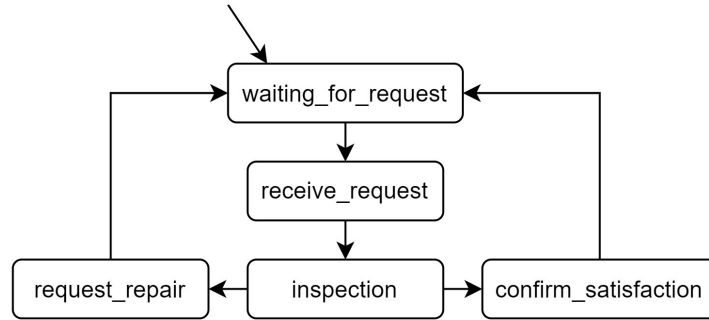 waiting_for_request
receive_request
request_repair
inspection
confirm_satisfaction